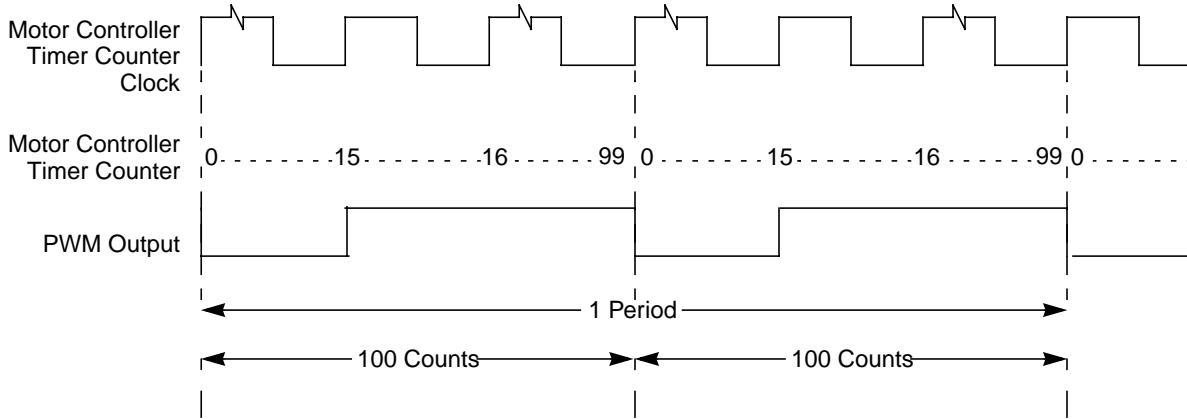 Motor Controller
Timer Counter
Clock
Motor Controller
Timer Counter
0 15 16 99 0 15 16 99 0
PWM Output
1 Period
100 Counts 100 Counts